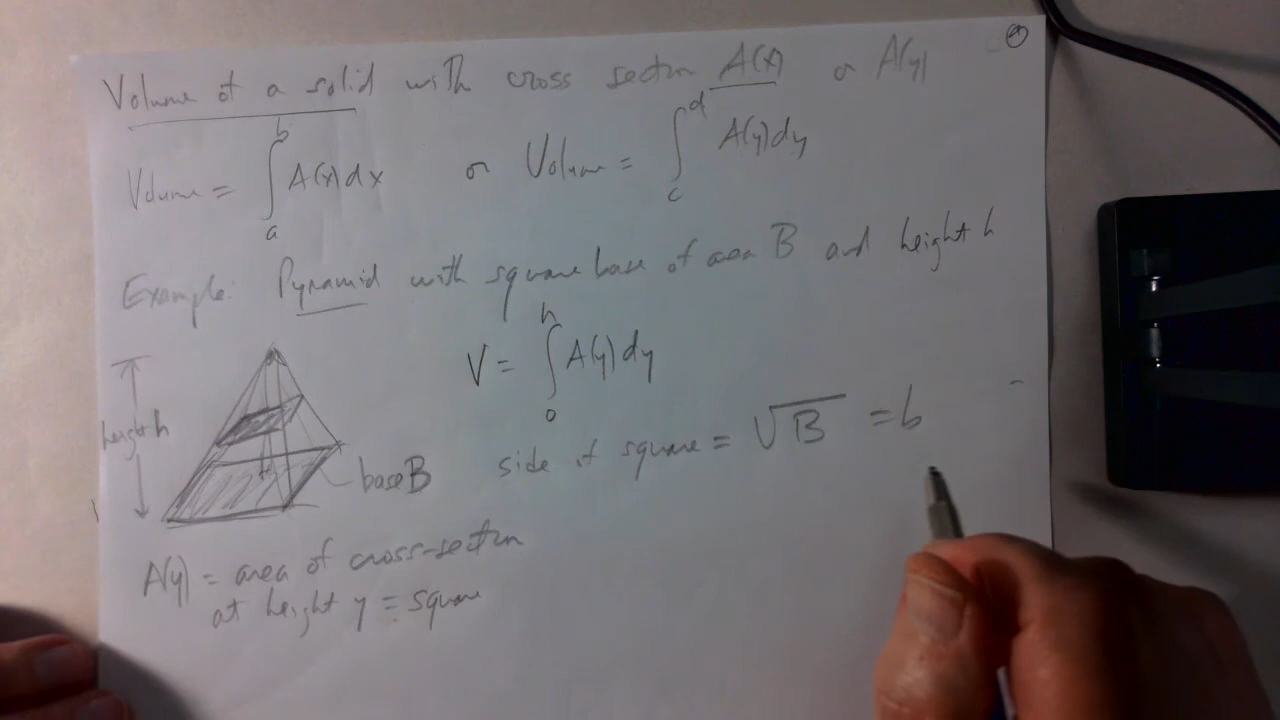 Volume of a solid with cross section A(x) or A(y)
Volume = ∫_a^b A(x) dx or Volume = ∫_c^d A(y) dy
Example: Pyramid with square base of area B and height h
V = ∫_0^h A(y) dy
height h
side of square = √B = b
base B
A(y) = area of cross-section
at height y = square